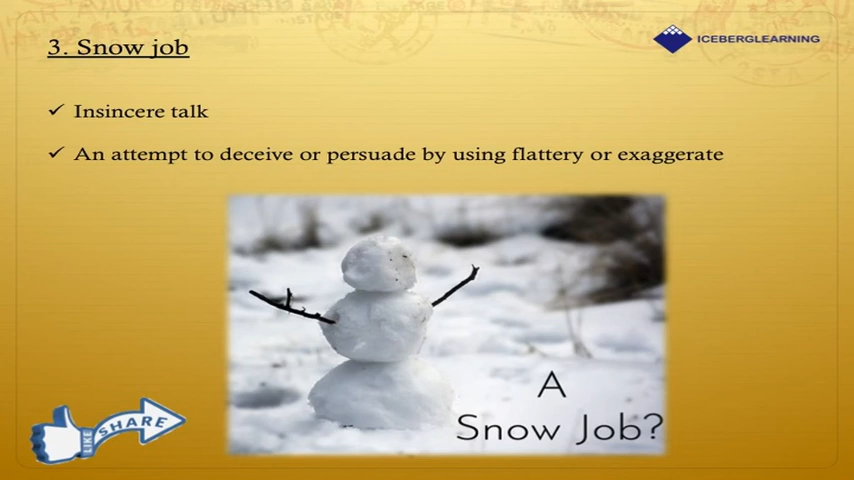 3. Snow job
ICEBERGLEARNING
✓ Insincere talk
✓ An attempt to deceive or persuade by using flattery or exaggerate
A
Snow Job?
LIKE
SHARE